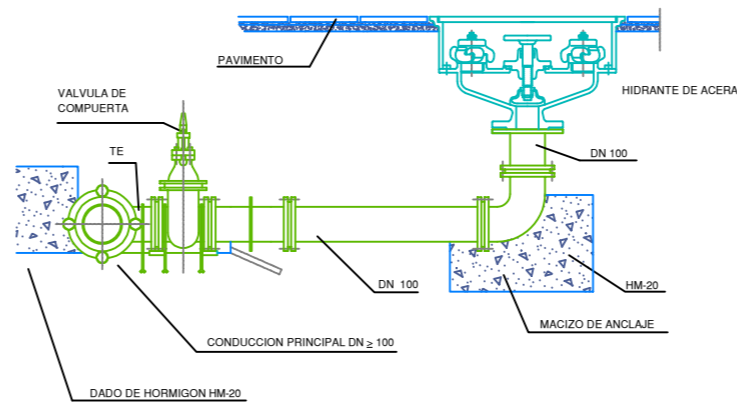 PAVIMENTO
VALVULA DE
COMPUERTA
HIDRANTE DE ACERA
TE
DN 100
DN 100
HM-20
MACIZO DE ANCLAJE
CONDUCCION PRINCIPAL DN ≥ 100
DADO DE HORMIGON HM-20